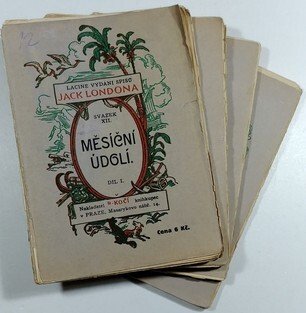 LACINÉ VYDÁNÍ SPISŮ
JACK LONDONA
SVAZEK
XII.
MĚSÍČNÍ
ÚDOLÍ.
DÍL I.
Nakladatel B. KOČÍ knihkupec
v PRAZE, Masarykovo nábř. 14.
Cena 6 Kč.